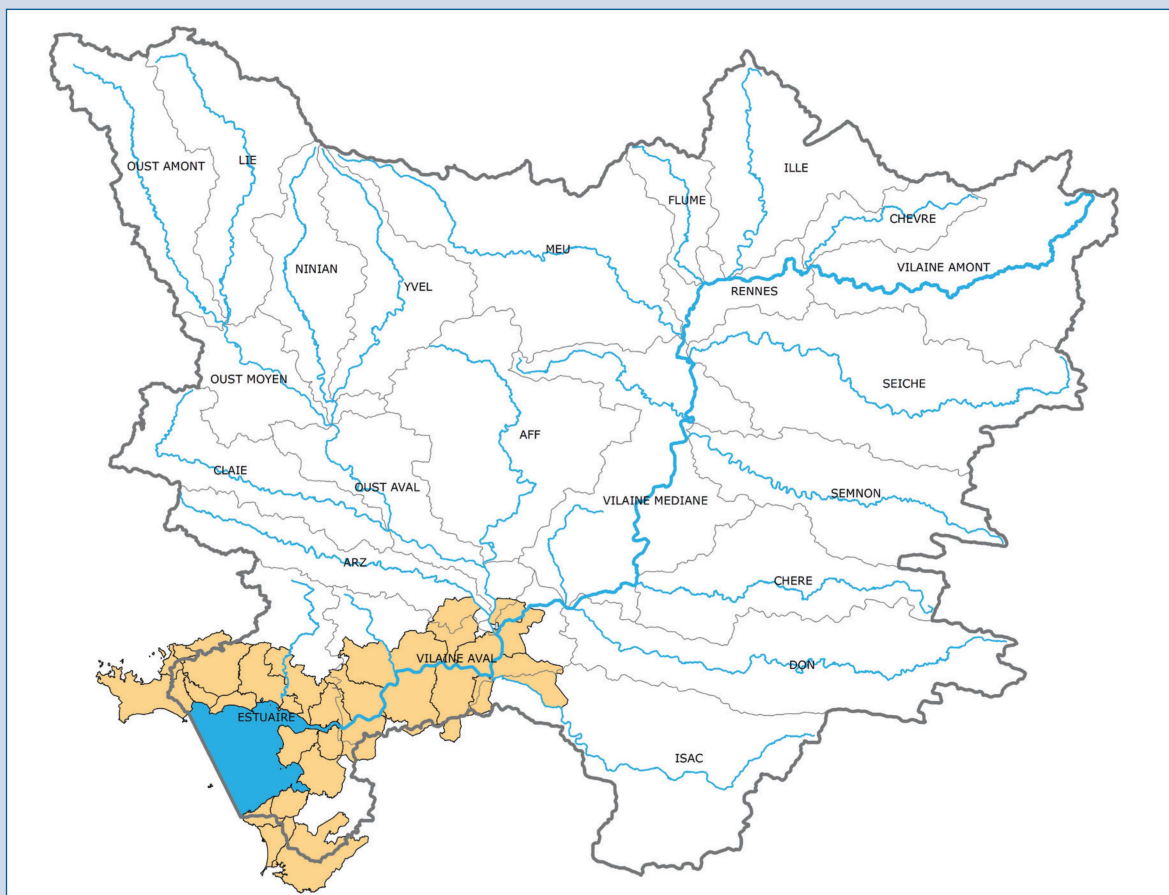 OUST AMONT
LIE
ILLE
FLUME
CHEVRE
MEU
NINIAN
VILAINE AMONT
YVEL
RENNES
OUST MOYEN
SEICHE
AFF
CLAIE
OUST AVAL
SEMNON
VILAINE MEDIANE
ARZ
CHERE
VILAINE AVAL
DON
ESTUAIRE
ISAC